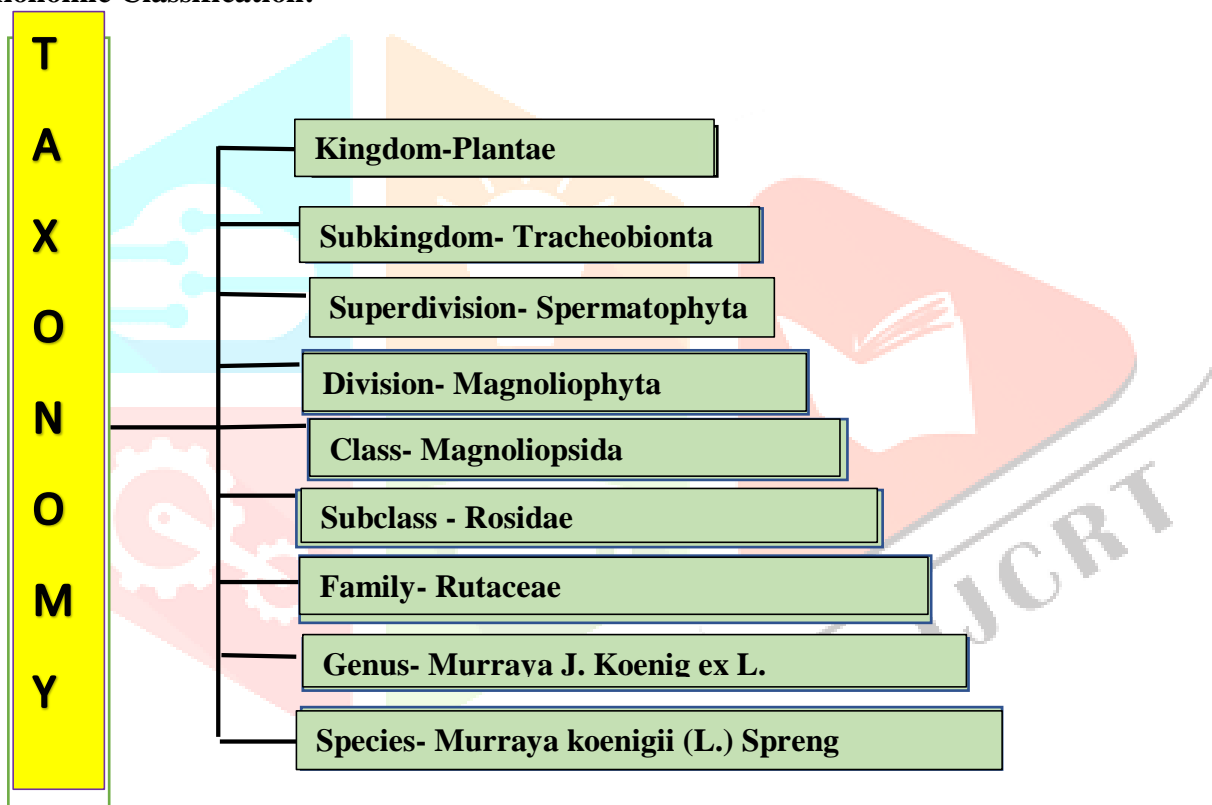 Classification:
T
A
X
O
N
O
M
Y
Kingdom-Plantae
Subkingdom- Tracheobionta
Superdivision- Spermatophyta
Division- Magnoliophyta
Class- Magnoliopsida
Subclass - Rosidae
Family- Rutaceae
Genus- Murraya J. Koenig ex L.
Species- Murraya koenigii (L.) Spreng
IJCRT